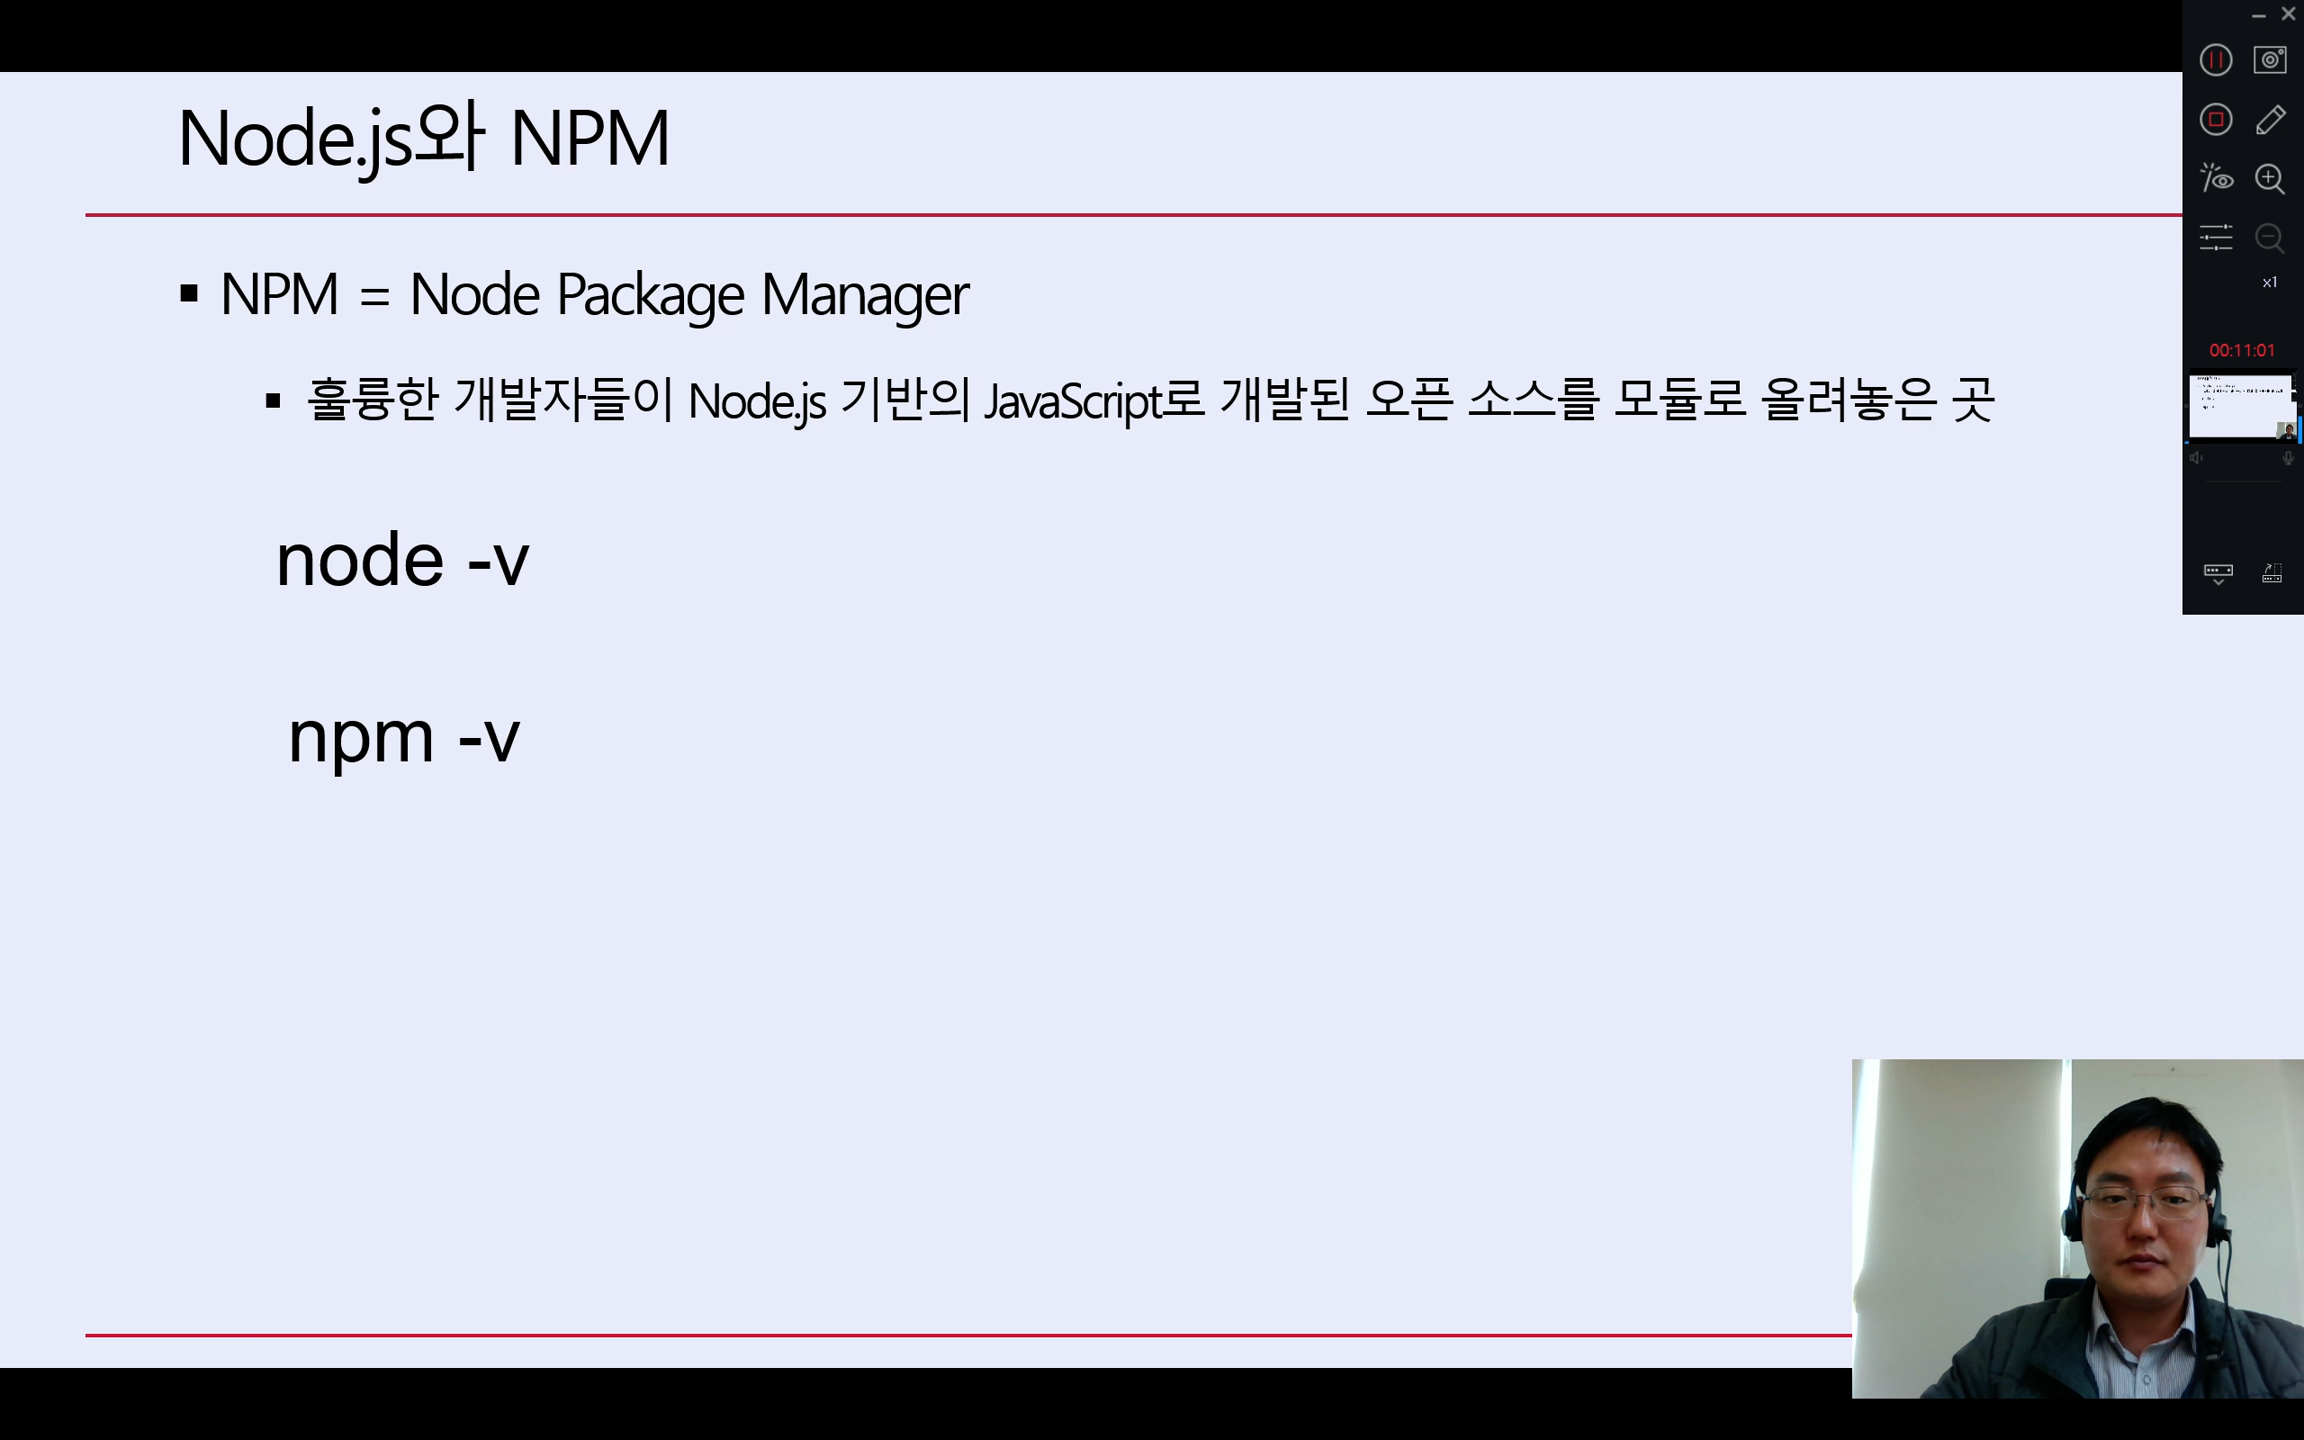 Node.js와 NPM
NPM = Node Package Manager
훌륭한 개발자들이 Node.js 기반의 JavaScript로 개발된 오픈 소스를 모듈로 올려놓은 곳
node -v
npm -v
x1
00:11:01